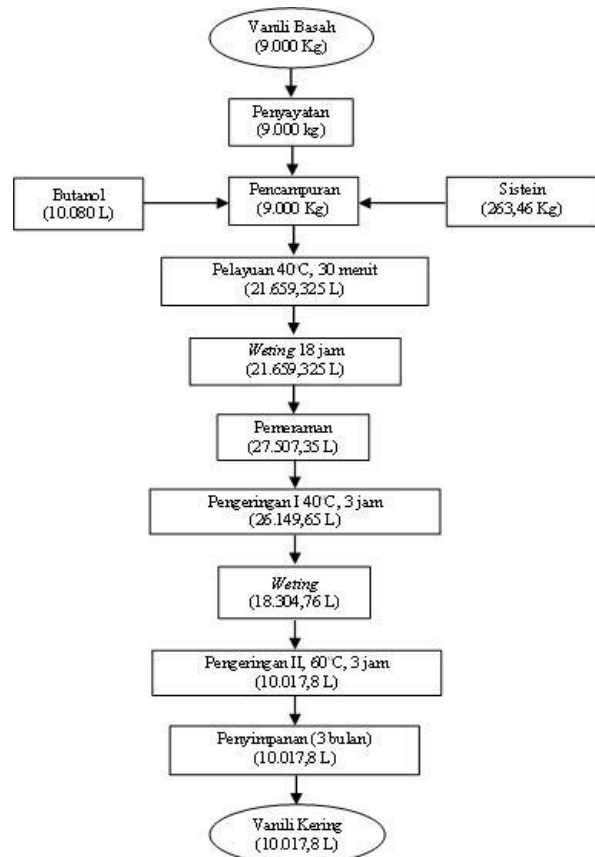 Vanili Basah
(9.000 Kg)
Penyayatan
(9.000 kg)
Butanol
(10.080 L)
Pencampuran
(9.000 Kg)
Sistein
(263,46 Kg)
Pelayuan 40°C, 30 menit
(21.659,325 L)
Weting 18 jam
(21.659,325 L)
Pemeraman
(27.507,35 L)
Pengeringan I 40°C, 3 jam
(26.149,65 L)
Weting
(18.304,76 L)
Pengeringan II, 60°C, 3 jam
(10.017,8 L)
Penyimpanan (3 bulan)
(10.017,8 L)
Vanili Kering
(10.017,8 L)